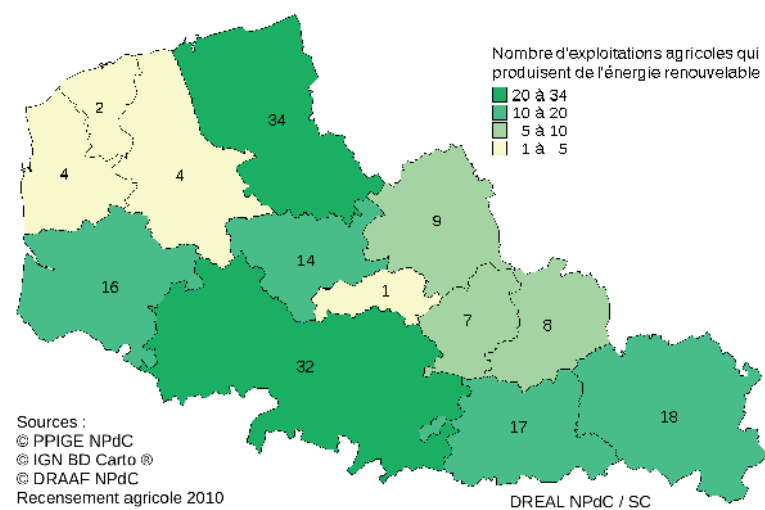 Nombre d'exploitations agricoles qui
produisent de l'énergie renouvelable
20 à 34
10 à 20
5 à 10
1 à 5
2
34
4
4
9
14
16
1
7
8
32
17
18
Sources :
© PPIGE NPdC
© IGN BD Carto ®
© DRAAF NPdC
Recensement agricole 2010
DREAL NPdC / SC